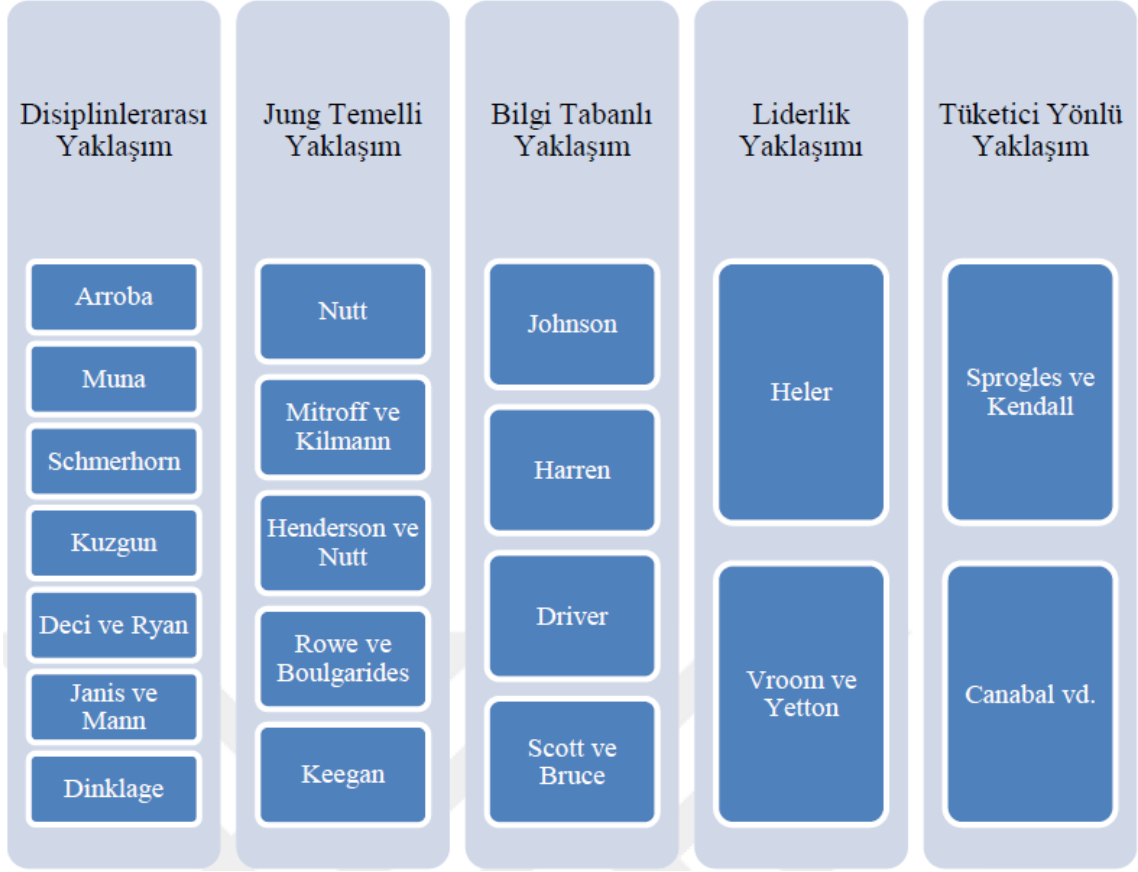 Disiplinlerarası
Yaklaşım
Arroba
Muna
Schmerhorn
Kuzgun
Deci ve Ryan
Janis ve
Mann
Dinklage
Jung Temelli
Yaklaşım
Nutt
Mitroff ve
Kilmann
Henderson ve
Nutt
Rowe ve
Boulgarides
Keegan
Bilgi Tabanlı
Yaklaşım
Johnson
Harren
Driver
Scott ve
Bruce
Liderlik
Yaklaşımı
Heler
Vroom ve
Yetton
Tüketici Yönlü
Yaklaşım
Sprogles ve
Kendall
Canabal vd.